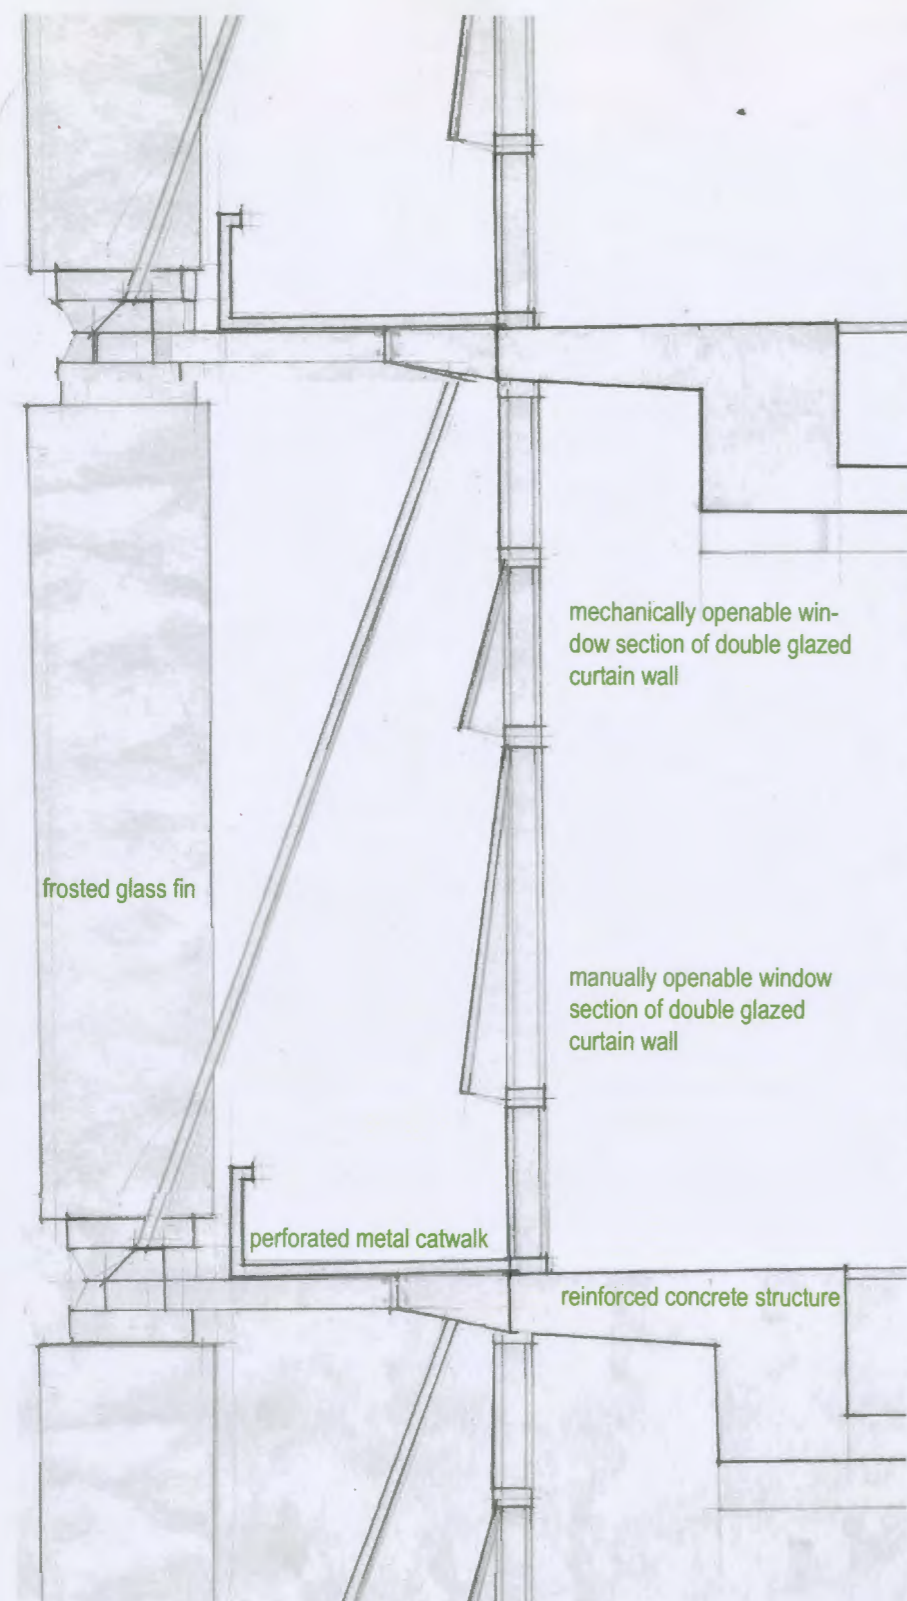 mechanically openable win-
dow section of double glazed
curtain wall
frosted glass fin
manually openable window
section of double glazed
curtain wall
perforated metal catwalk
reinforced concrete structure